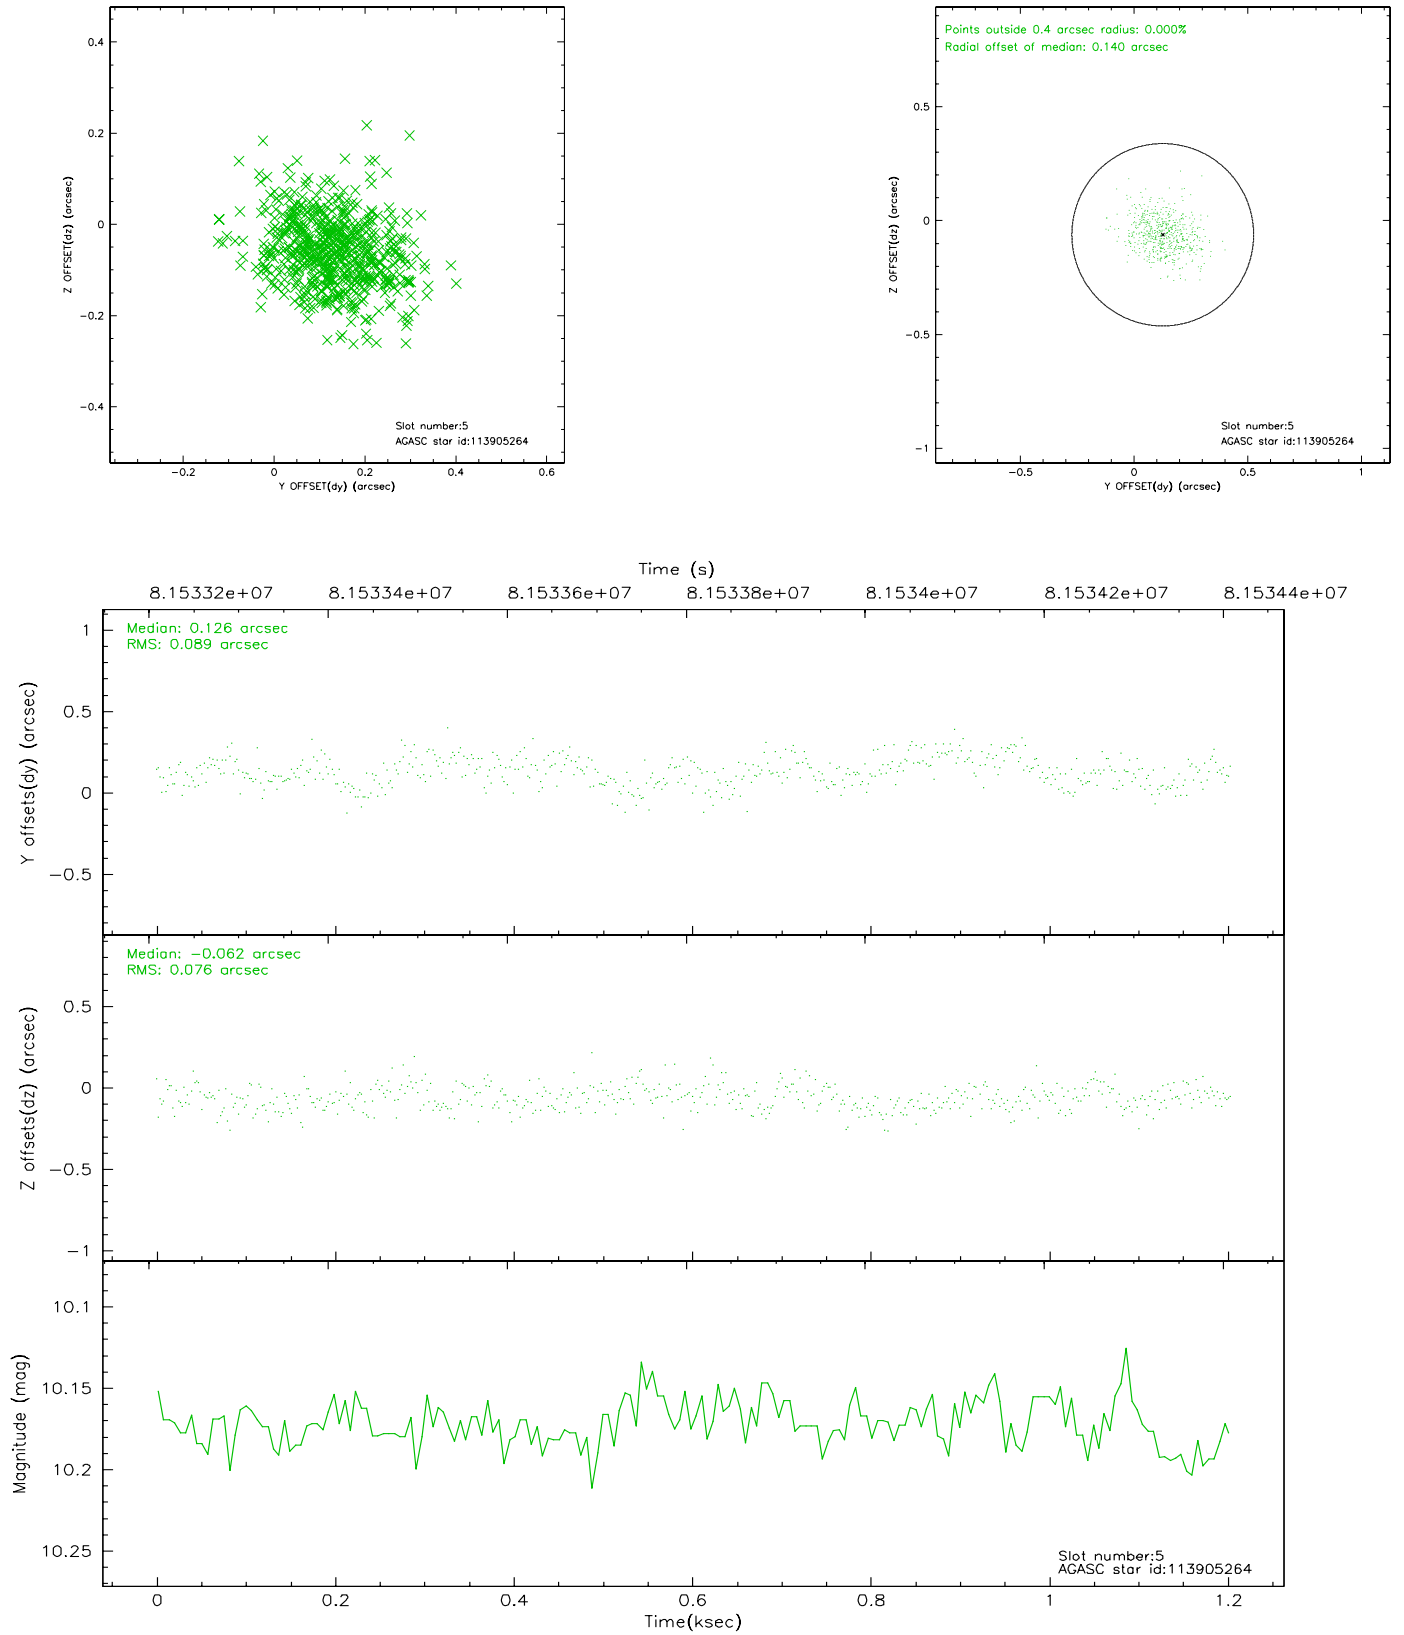 0.4
0.2
0
−0.2
−0.4
Z OFFSET(dz) (arcsec)
−0.2
0
0.2
0.4
0.6
Y OFFSET(dy) (arcsec)
Slot number:5
AGASC star id:113905264
Points outside 0.4 arcsec radius: 0.000%
Radial offset of median: 0.140 arcsec
0.5
0
−0.5
−1
Z OFFSET(dz) (arcsec)
−0.5
0
0.5
1
Y OFFSET(dy) (arcsec)
Slot number:5
AGASC star id:113905264
Time (s)
8.15332e+07
8.15334e+07
8.15336e+07
8.15338e+07
8.1534e+07
8.15342e+07
8.15344e+07
Median: 0.126 arcsec
RMS: 0.089 arcsec
1
0.5
0
−0.5
Y offsets(dy) (arcsec)
Median: −0.062 arcsec
RMS: 0.076 arcsec
0.5
0
−0.5
−1
Z offsets(dz) (arcsec)
10.1
10.15
10.2
10.25
Magnitude (mag)
Slot number:5
AGASC star id:113905264
0
0.2
0.4
0.6
0.8
1
1.2
Time(ksec)